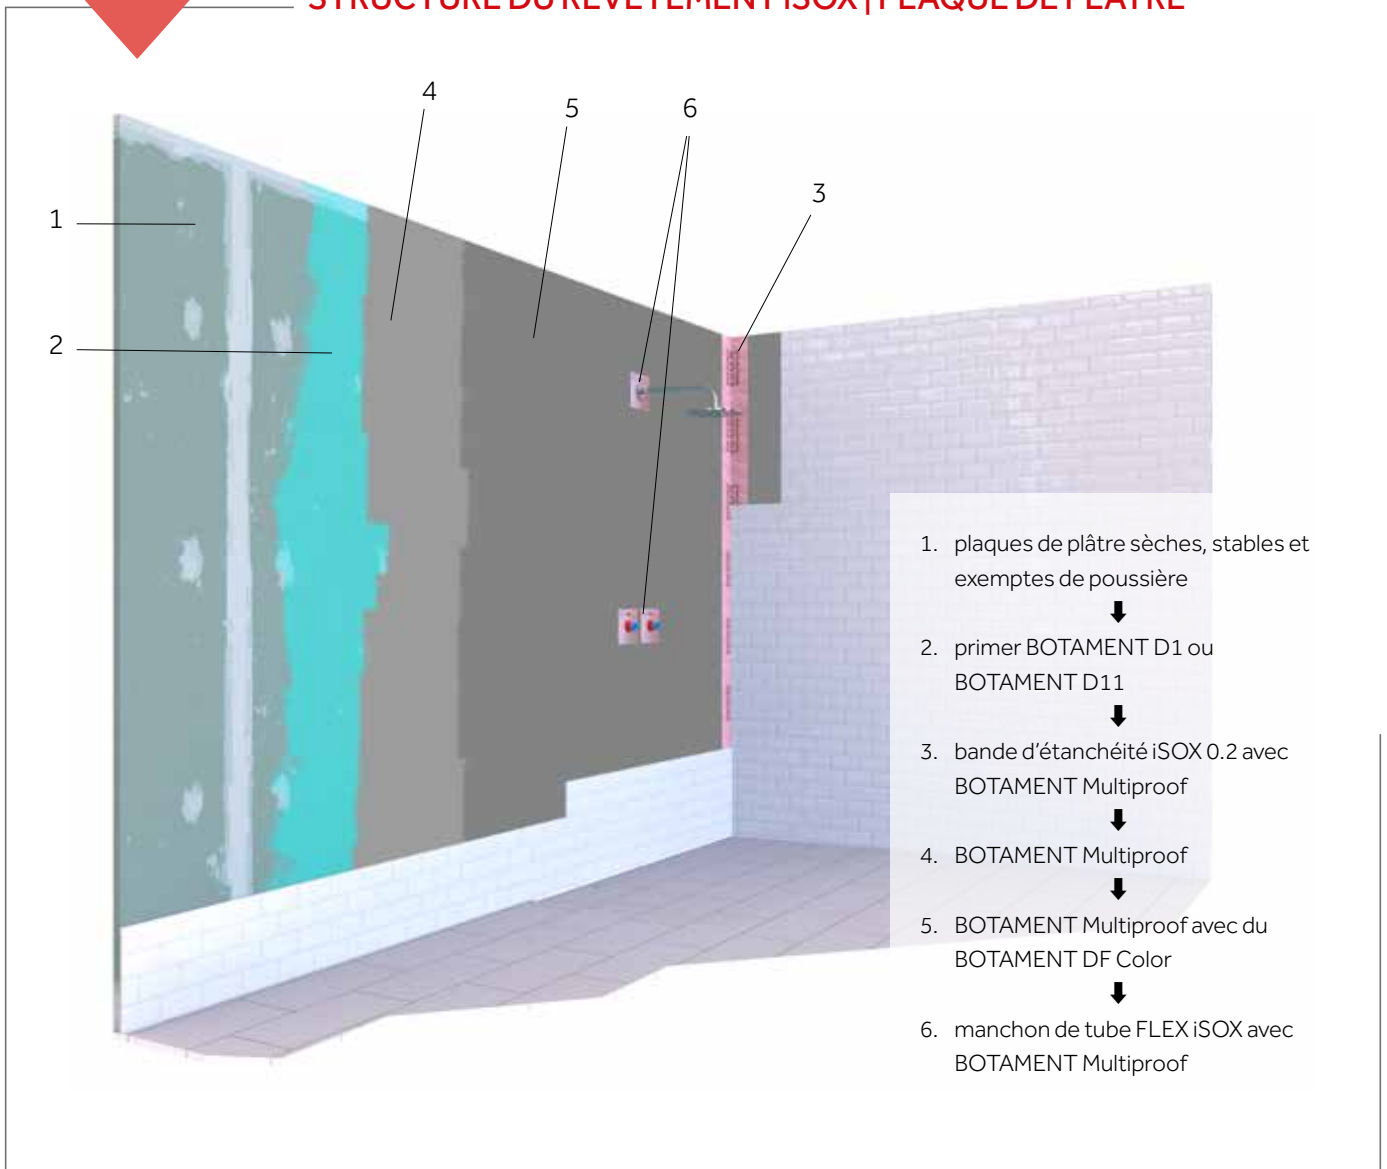 STRUCTURE DU REVÊTEMENT iSOX | PLAQUE DE PLÂTRE
4
5
6
3
1
2
1. plaques de plâtre sèches, stables et
exemptes de poussière
2. primer BOTAMENT D1 ou
BOTAMENT D11
3. bande d'étanchéité iSOX 0.2 avec
BOTAMENT Multiproof
4. BOTAMENT Multiproof
5. BOTAMENT Multiproof avec du
BOTAMENT DF Color
6. manchon de tube FLEX iSOX avec
BOTAMENT Multiproof